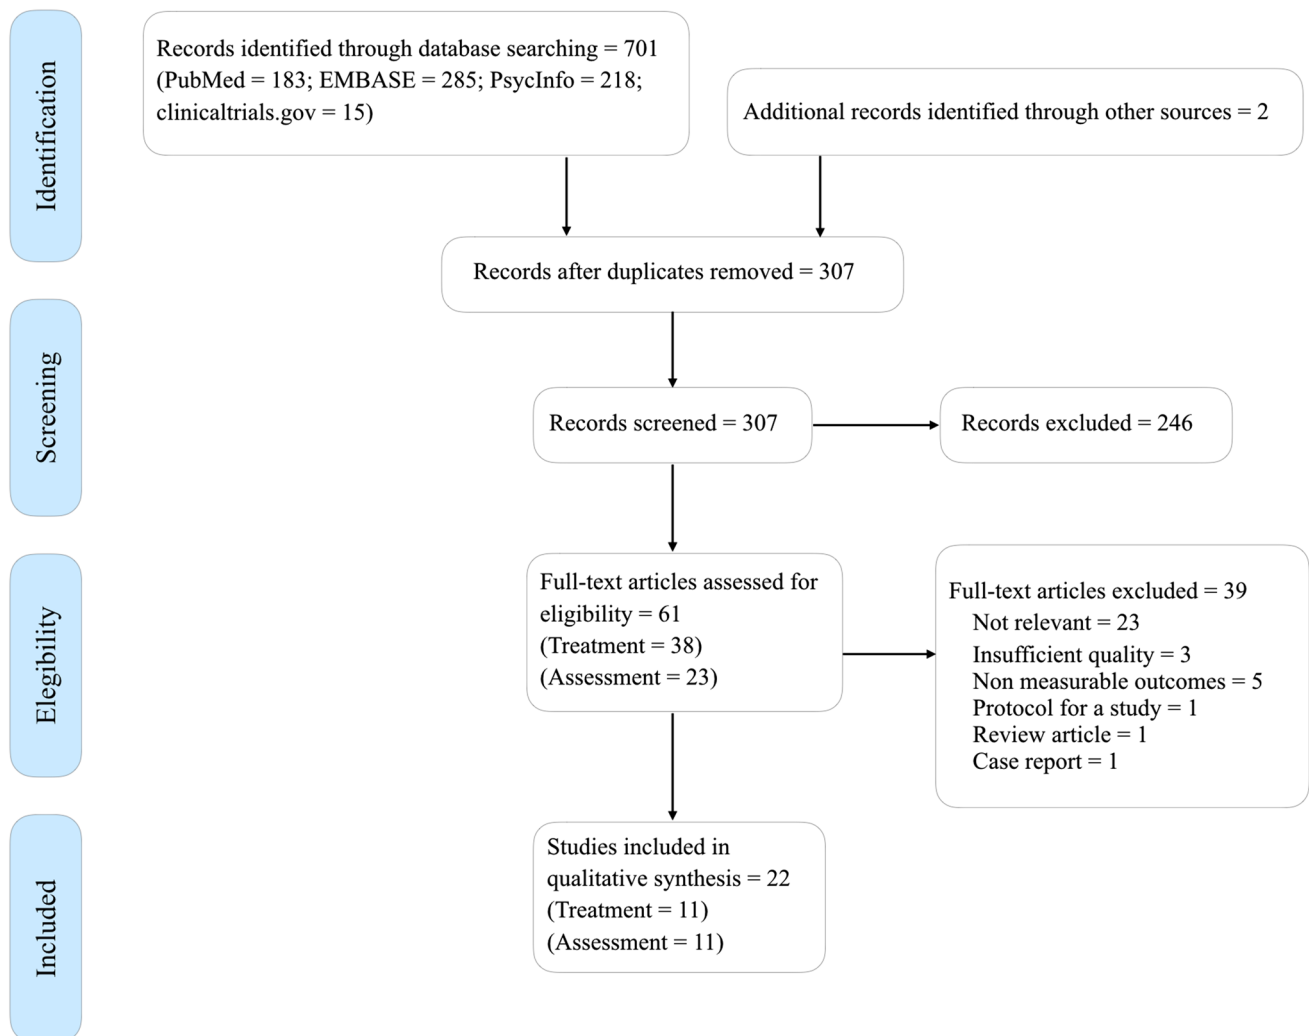 Identification
Records identified through database searching = 701
(PubMed = 183; EMBASE = 285; PsycInfo = 218;
clinicaltrials.gov = 15)
Additional records identified through other sources = 2
Records after duplicates removed = 307
Screening
Records screened = 307
Records excluded = 246
Elegibility
Full-text articles assessed for
eligibility = 61
(Treatment = 38)
(Assessment = 23)
Full-text articles excluded = 39
Not relevant = 23
Insufficient quality = 3
Non measurable outcomes = 5
Protocol for a study = 1
Review article = 1
Case report = 1
Included
Studies included in
qualitative synthesis = 22
(Treatment = 11)
(Assessment = 11)